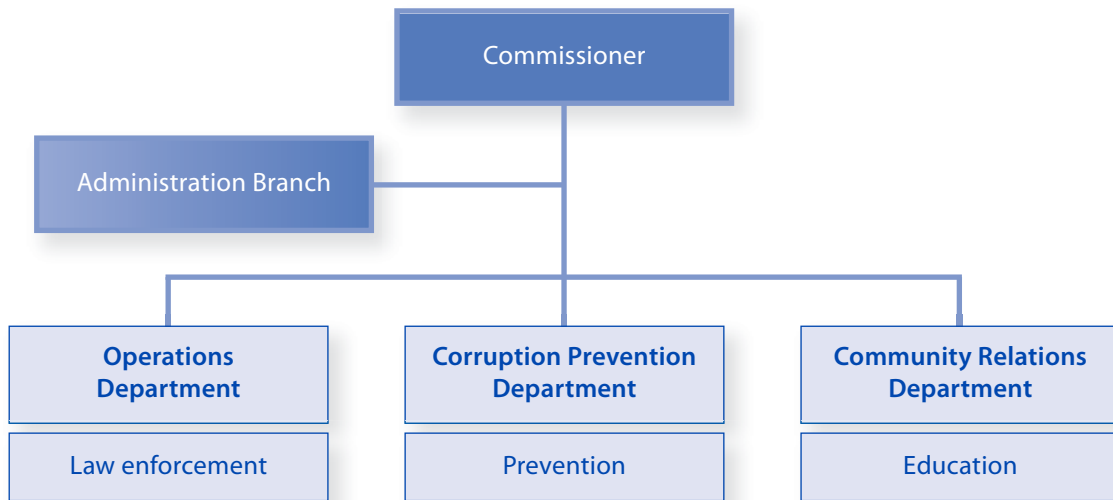 Commissioner
Administration Branch
Operations
Department
Corruption Prevention
Department
Community Relations
Department
Law enforcement
Prevention
Education